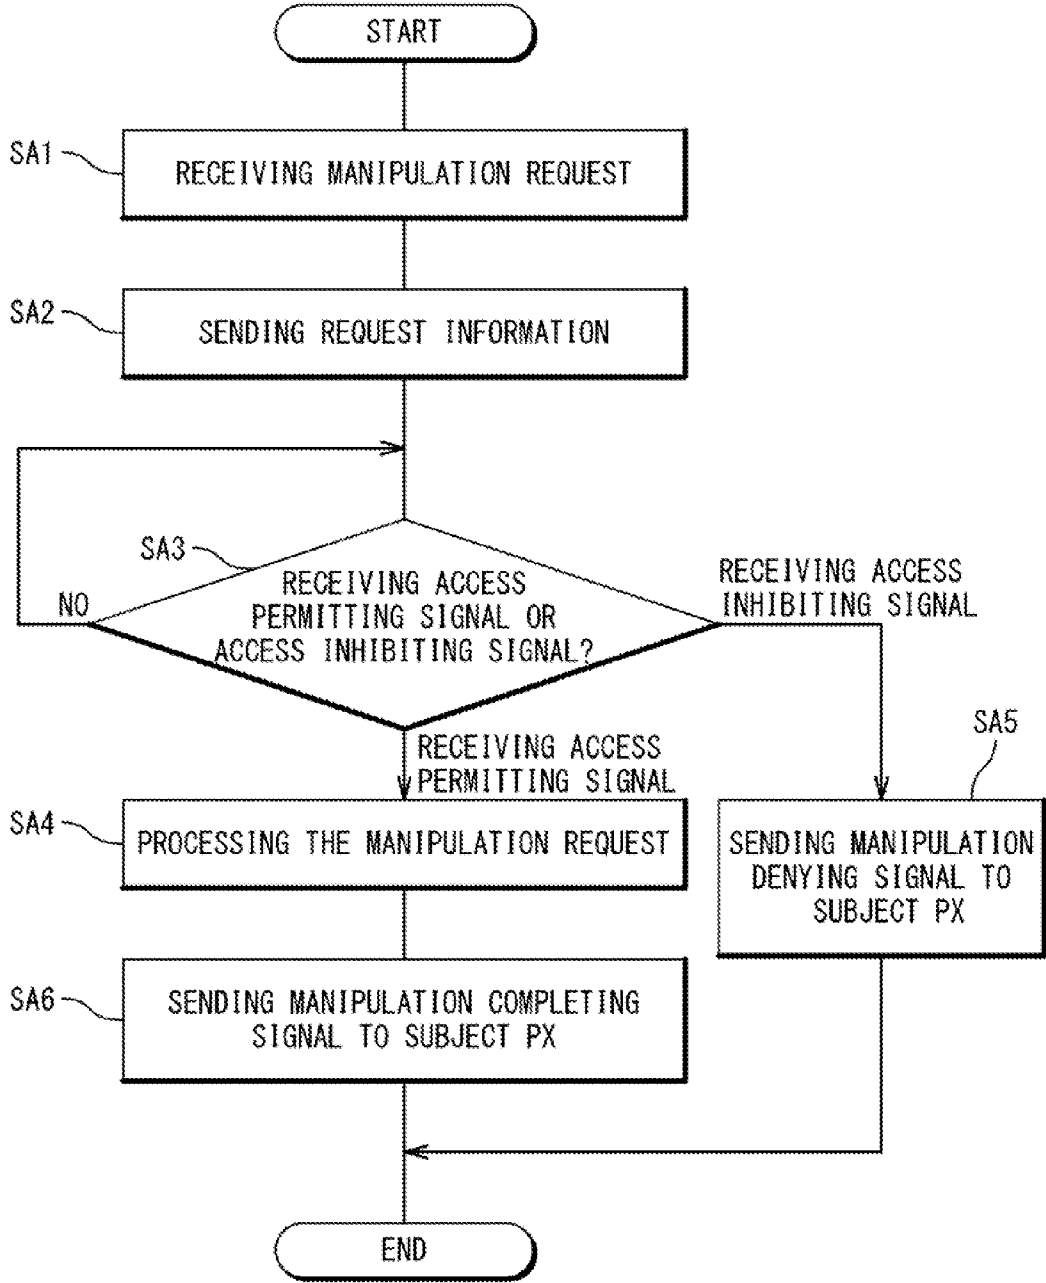 START
SA1
RECEIVING MANIPULATION REQUEST
SA2
SENDING REQUEST INFORMATION
SA3
RECEIVING ACCESS
PERMITTING SIGNAL OR
ACCESS INHIBITING SIGNAL?
NO
RECEIVING ACCESS
INHIBITING SIGNAL
RECEIVING ACCESS
PERMITTING SIGNAL
SA4
PROCESSING THE MANIPULATION REQUEST
SA5
SENDING MANIPULATION
DENYING SIGNAL TO
SUBJECT PX
SA6
SENDING MANIPULATION COMPLETING
SIGNAL TO SUBJECT PX
END